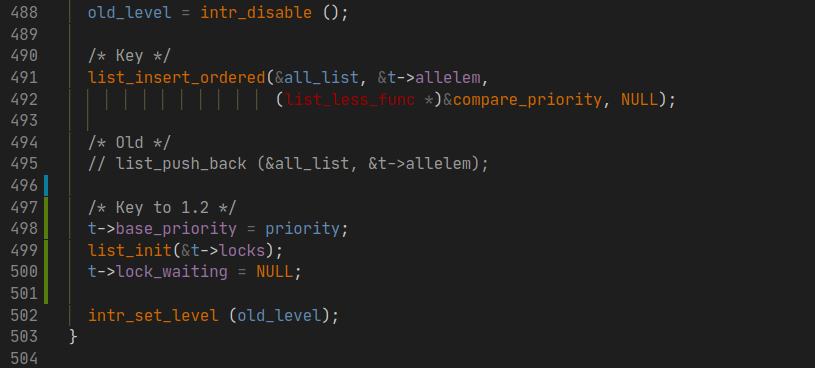 488 old_level = intr_disable ();
489
490 /* Key */
491 list_insert_ordered(&all_list, &t->allelem,
492 (list_less_func *)&compare_priority, NULL);
493
494 /* Old */
495 // list_push_back (&all_list, &t->allelem);
496
497 /* Key to 1.2 */
498 t->base_priority = priority;
499 list_init(&t->locks);
500 t->lock_waiting = NULL;
501
502 intr_set_level (old_level);
503 }
504